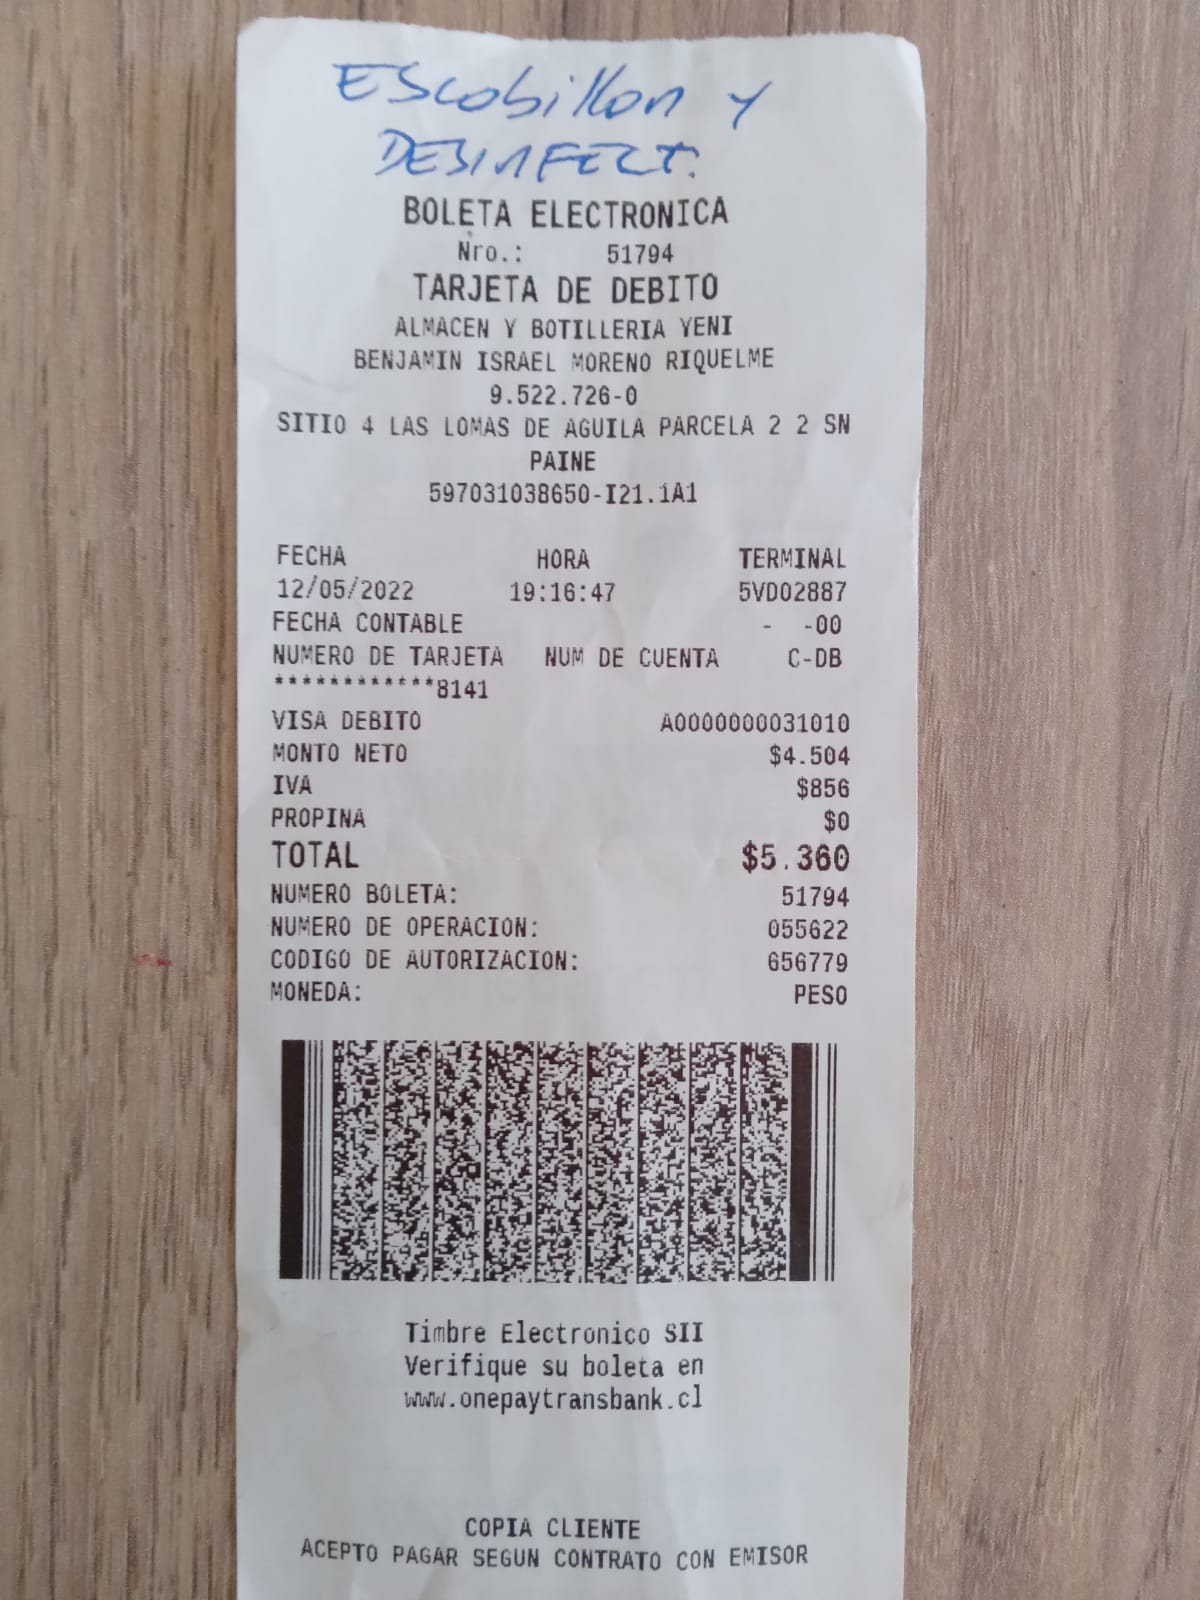 Escobillon y
DESINFECT.
BOLETA ELECTRONICA
Nro.: 51794
TARJETA DE DEBITO
ALMACEN Y BOTILLERIA YENI
BENJAMIN ISRAEL MORENO RIQUELME
9.522.726-0
SITIO 4 LAS LOMAS DE AGUILA PARCELA 2 2 SN
PAINE
597031038650-I21.1A1
FECHA HORA TERMINAL
12/05/2022 19:16:47 5VD02887
FECHA CONTABLE - -00
NUMERO DE TARJETA NUM DE CUENTA C-DB
************8141
VISA DEBITO A0000000031010
MONTO NETO $4.504
IVA $856
PROPINA $0
TOTAL $5.360
NUMERO BOLETA: 51794
NUMERO DE OPERACION: 055622
CODIGO DE AUTORIZACION: 656779
MONEDA: PESO
Timbre Electronico SII
Verifique su boleta en
www.onepaytransbank.cl
COPIA CLIENTE
ACEPTO PAGAR SEGUN CONTRATO CON EMISOR